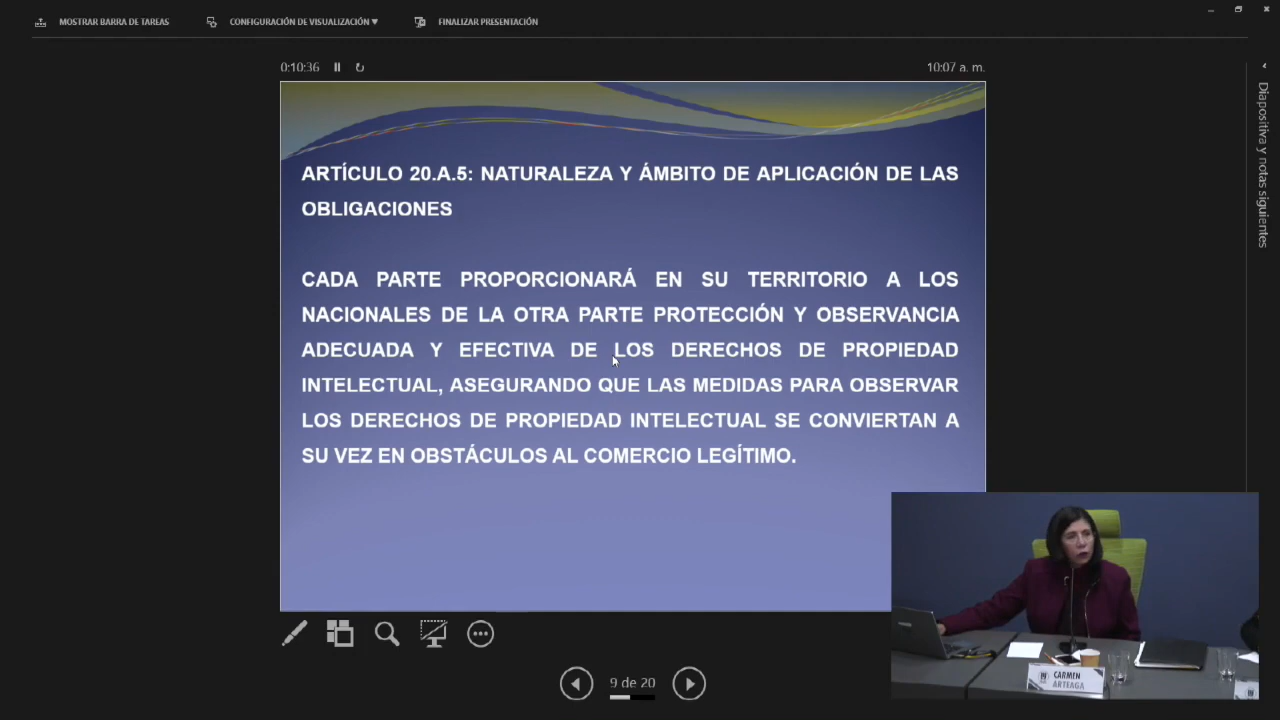 MOSTRAR BARRA DE TAREAS
CONFIGURACIÓN DE VISUALIZACIÓN ▼
FINALIZAR PRESENTACIÓN
0:10:36
10:07 a. m.
Diapositiva y notas siguientes
ARTÍCULO 20.A.5: NATURALEZA Y ÁMBITO DE APLICACIÓN DE LAS
OBLIGACIONES
CADA PARTE PROPORCIONARÁ EN SU TERRITORIO A LOS
NACIONALES DE LA OTRA PARTE PROTECCIÓN Y OBSERVANCIA
ADECUADA Y EFECTIVA DE LOS DERECHOS DE PROPIEDAD
INTELECTUAL, ASEGURANDO QUE LAS MEDIDAS PARA OBSERVAR
LOS DERECHOS DE PROPIEDAD INTELECTUAL SE CONVIERTAN A
SU VEZ EN OBSTÁCULOS AL COMERCIO LEGÍTIMO.
9 de 20
CARMEN
ARTEAGA